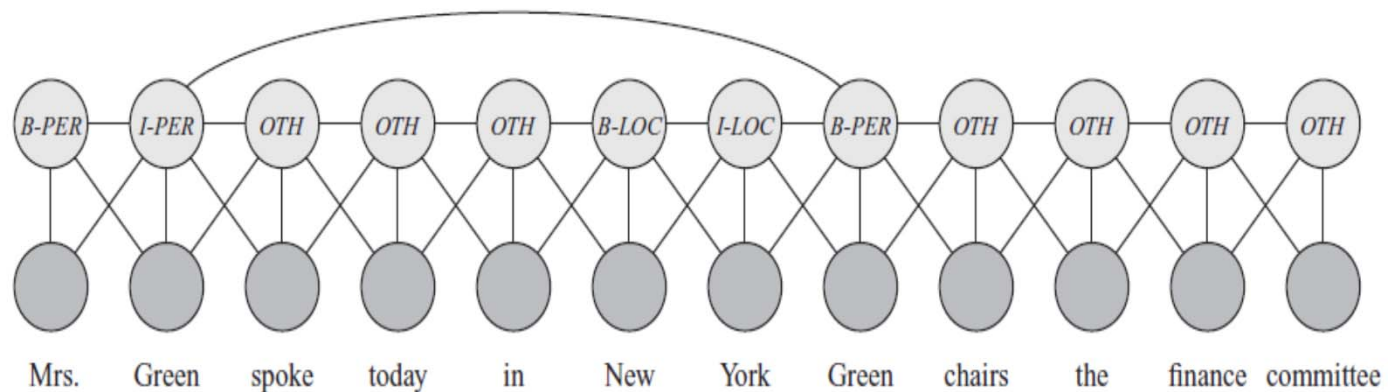 B-PER I-PER OTH OTH OTH B-LOC I-LOC B-PER OTH OTH OTH OTH
Mrs. Green spoke today in New York Green chairs the finance committee